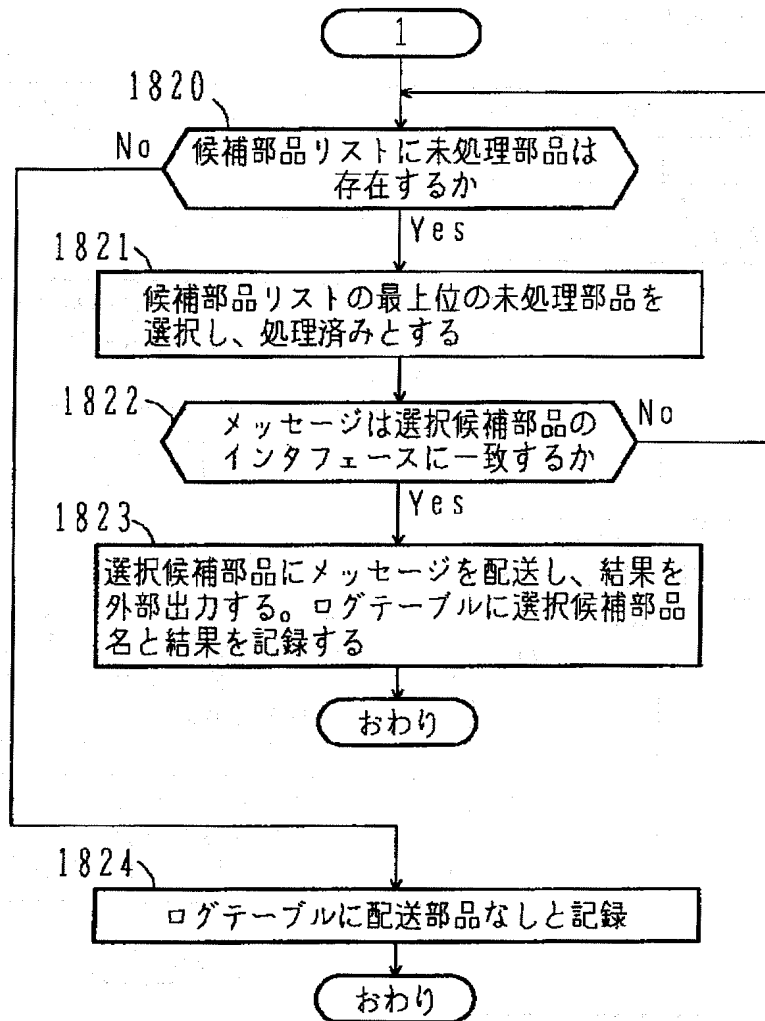 1
1820
No
候補部品リストに未処理部品は
存在するか
Yes
1821
候補部品リストの最上位の未処理部品を
選択し、処理済みとする
1822
メッセージは選択候補部品の
インタフェースに一致するか
No
Yes
1823
選択候補部品にメッセージを配送し、結果を
外部出力する。ログテーブルに選択候補部品
名と結果を記録する
おわり
1824
ログテーブルに配送部品なしと記録
おわり